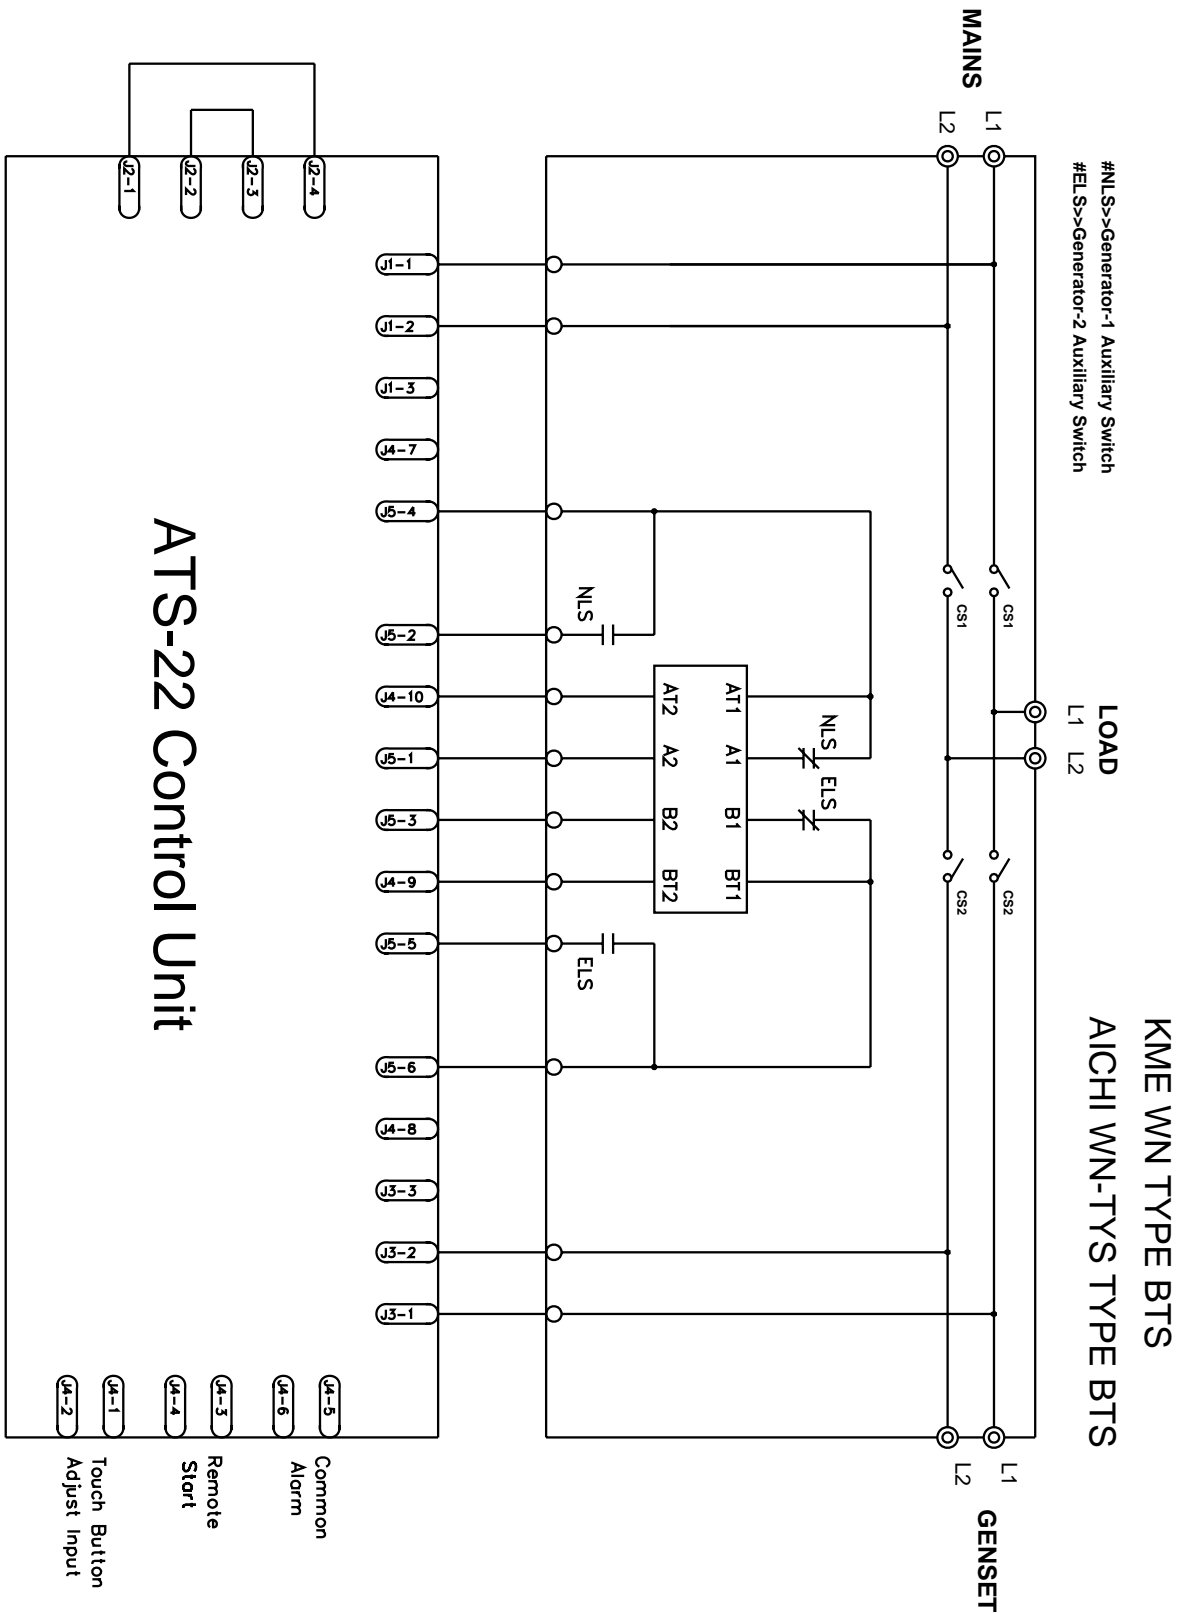 KME WN TYPE BTS
AICHI WN-TYS TYPE BTS
#NLS>>Generator-1 Auxiliary Switch
#ELS>>Generator-2 Auxiliary Switch
LOAD
L1 L2
MAINS
L1
L2
CS1
CS1
CS2
CS2
L1
L2
GENSET
NLS
ELS
AT1 A1 B1 BT1
AT2 A2 B2 BT2
NLS
ELS
J1-1
J1-2
J1-3
J4-7
J5-4
J5-2
J4-10
J5-1
J5-3
J4-9
J5-5
J5-6
J4-8
J3-3
J3-2
J3-1
J2-4
J2-3
J2-2
J2-1
ATS-22 Control Unit
J4-5
J4-6
J4-3
J4-4
J4-1
J4-2
Common
Alarm
Remote
Start
Touch Button
Adjust Input